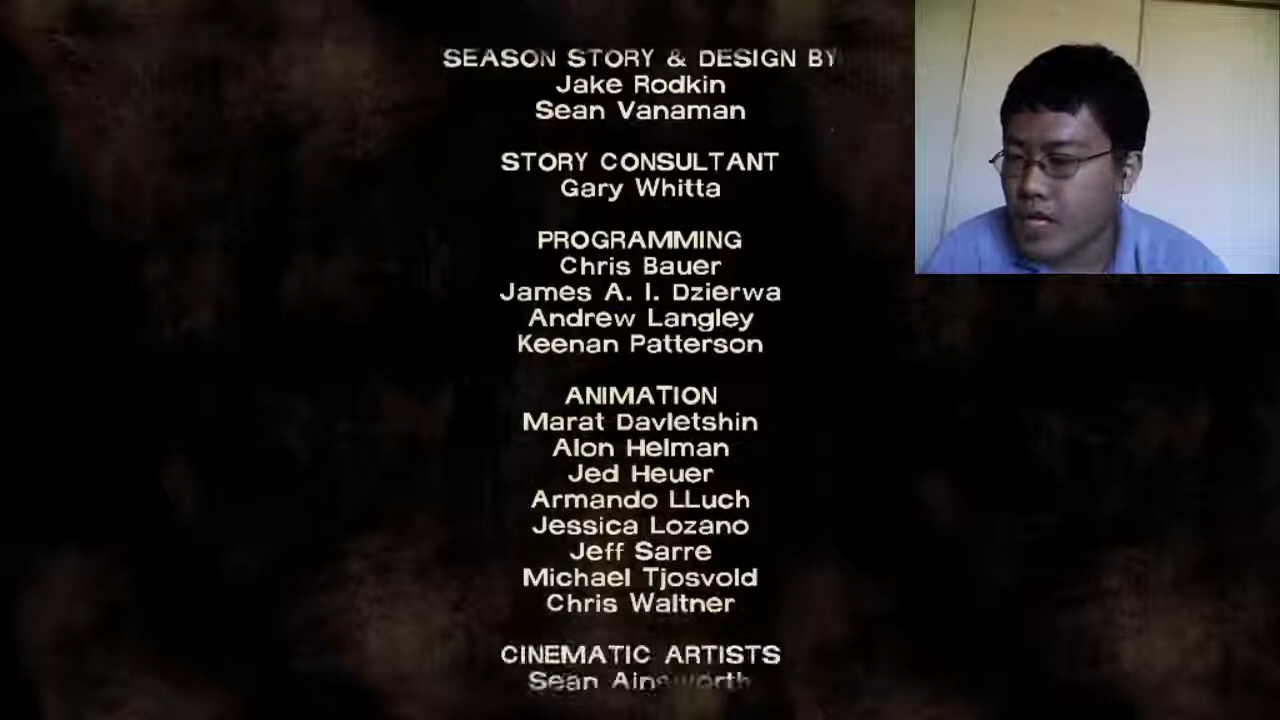 SEASON STORY & DESIGN BY
Jake Rodkin
Sean Vanaman
STORY CONSULTANT
Gary Whitta
PROGRAMMING
Chris Bauer
James A. I. Dzierwa
Andrew Langley
Keenan Patterson
ANIMATION
Marat Davletshin
Alon Helman
Jed Heuer
Armando LLuch
Jessica Lozano
Jeff Sarre
Michael Tjosvold
Chris Waltner
CINEMATIC ARTISTS
Sean Ainsworth